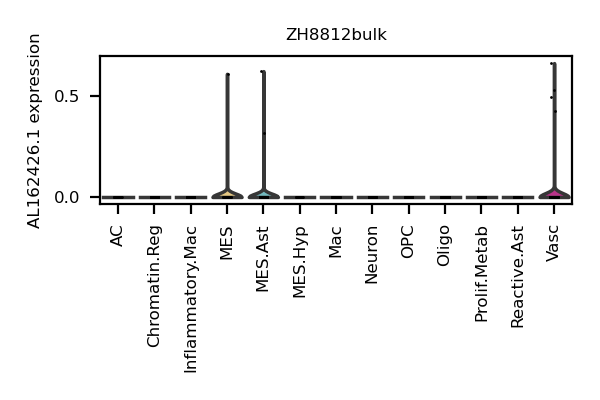 ZH8812bulk
AL162426.1 expression
0.5
0.0
AC
Chromatin.Reg
Inflammatory.Mac
MES
MES.Ast
MES.Hyp
Mac
Neuron
OPC
Oligo
Prolif.Metab
Reactive.Ast
Vasc